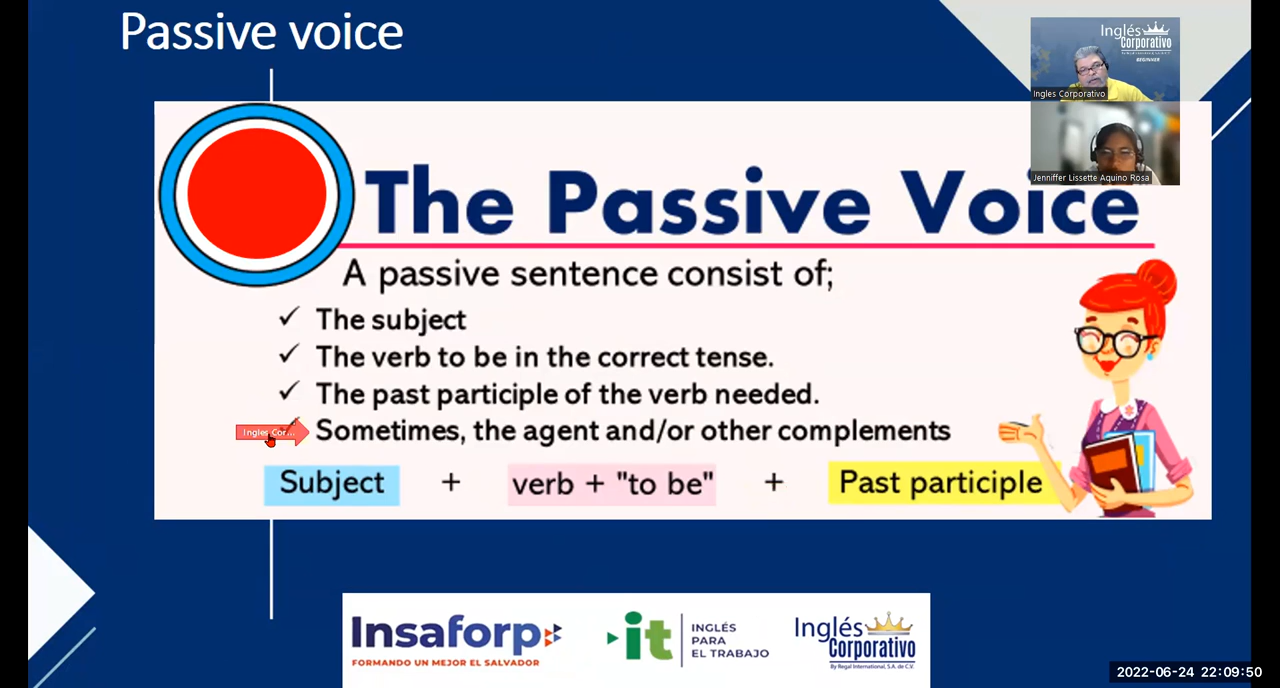 Passive voice
Inglés
Corporativo
BEGINNER
Ingles Corporativo
Jenniffer Lissette Aquino Rosa
The Passive Voice
A passive sentence consist of;
✓ The subject
✓ The verb to be in the correct tense.
✓ The past participle of the verb needed.
Ingles Cor...
✓ Sometimes, the agent and/or other complements
Subject + verb + "to be" + Past participle
Insaforp
FORMANDO UN MEJOR EL SALVADOR
it
INGLÉS
PARA
EL TRABAJO
Inglés
Corporativo
By Regal International, S.A. de C.V.
2022-06-24 22:09:50